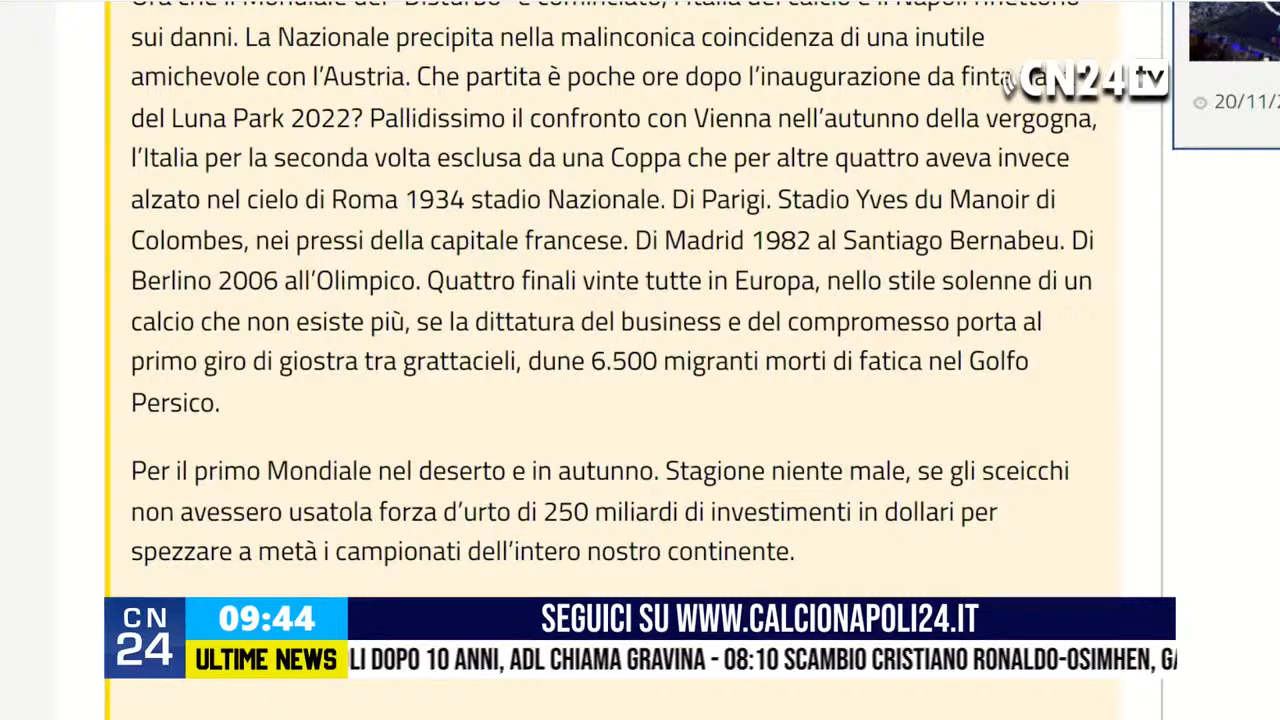 sui danni. La Nazionale precipita nella malinconica coincidenza di una inutile
amichevole con l'Austria. Che partita è poche ore dopo l'inaugurazione da finta
del Luna Park 2022? Pallidissimo il confronto con Vienna nell'autunno della vergogna,
l'Italia per la seconda volta esclusa da una Coppa che per altre quattro aveva invece
alzato nel cielo di Roma 1934 stadio Nazionale. Di Parigi. Stadio Yves du Manoir di
Colombes, nei pressi della capitale francese. Di Madrid 1982 al Santiago Bernabeu. Di
Berlino 2006 all'Olimpico. Quattro finali vinte tutte in Europa, nello stile solenne di un
calcio che non esiste più, se la dittatura del business e del compromesso porta al
primo giro di giostra tra grattacieli, dune 6.500 migranti morti di fatica nel Golfo
Persico.
Per il primo Mondiale nel deserto e in autunno. Stagione niente male, se gli sceicchi
non avessero usatola forza d'urto di 250 miliardi di investimenti in dollari per
spezzare a metà i campionati dell'intero nostro continente.
CN24 tv
20/11/
CN
24
09:44
SEGUICI SU WWW.CALCIONAPOLI24.IT
ULTIME NEWS
LI DOPO 10 ANNI, ADL CHIAMA GRAVINA - 08:10 SCAMBIO CRISTIANO RONALDO-OSIMHEN,